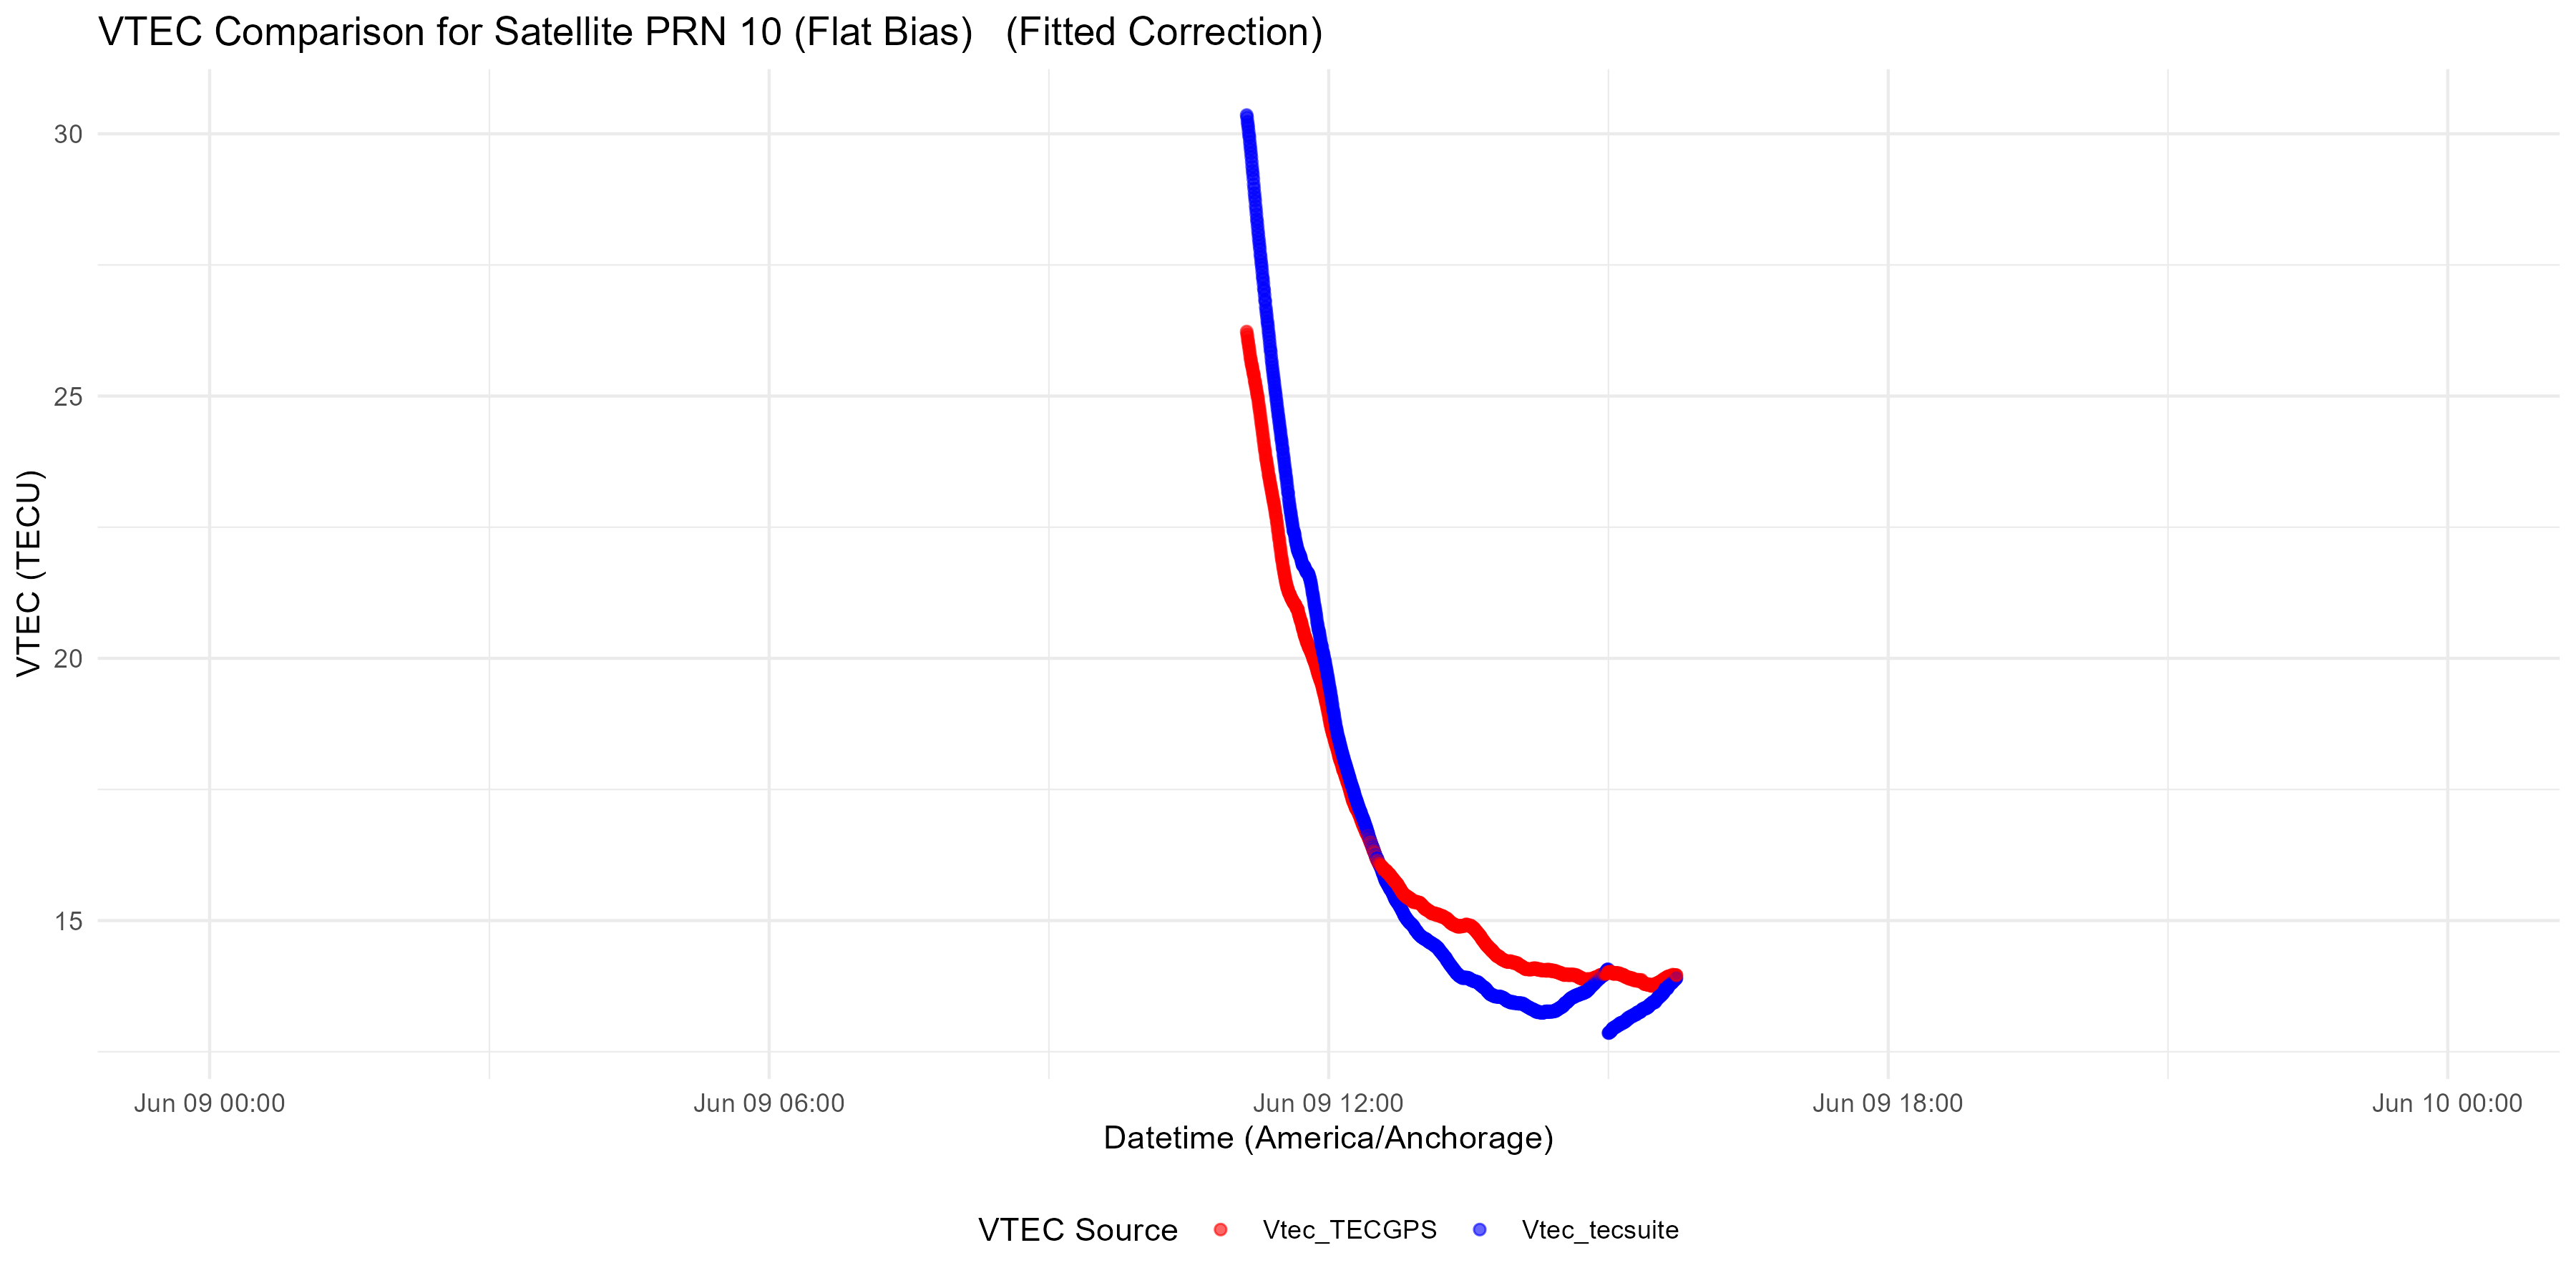 VTEC Comparison for Satellite PRN 10 (Flat Bias)   (Fitted Correction)
VTEC (TECU)
30
25
20
15
Jun 09 00:00
Jun 09 06:00
Jun 09 12:00
Jun 09 18:00
Jun 10 00:00
Datetime (America/Anchorage)
VTEC Source
Vtec_TECGPS
Vtec_tecsuite